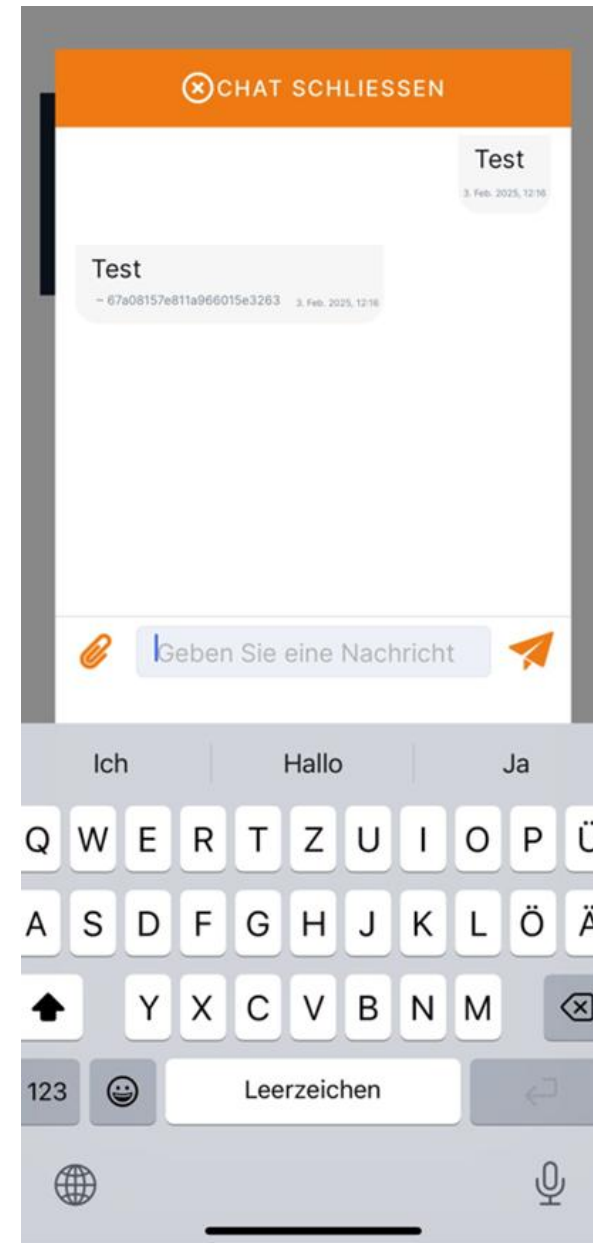 CHAT SCHLIESSEN
Test
3. Feb. 2025, 12:16
Test
~ 67a08157e811a966015e3263 3. Feb. 2025, 12:16
Geben Sie eine Nachricht
Ich Hallo Ja
Q W E R T Z U I O P Ü
A S D F G H J K L Ö Ä
Y X C V B N M
123 Leerzeichen